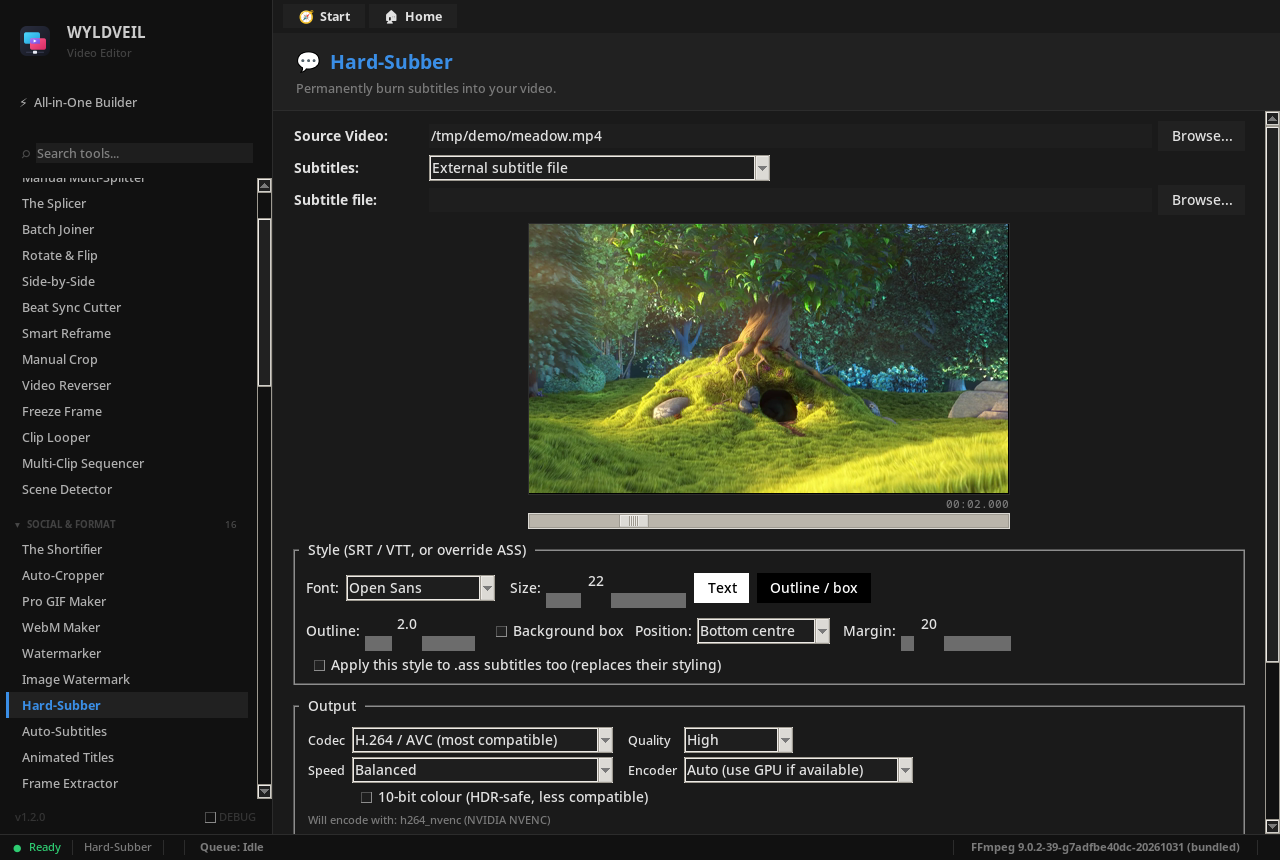 WYLDVEIL
Video Editor
⚡ All-in-One Builder
Search tools...
Manual Multi-Splitter
The Splicer
Batch Joiner
Rotate & Flip
Side-by-Side
Beat Sync Cutter
Smart Reframe
Manual Crop
Video Reverser
Freeze Frame
Clip Looper
Multi-Clip Sequencer
Scene Detector
SOCIAL & FORMAT 16
The Shortifier
Auto-Cropper
Pro GIF Maker
WebM Maker
Watermarker
Image Watermark
Hard-Subber
Auto-Subtitles
Animated Titles
Frame Extractor
v1.2.0 DEBUG
Start Home
Hard-Subber
Permanently burn subtitles into your video.
Source Video: /tmp/demo/meadow.mp4 Browse...
Subtitles: External subtitle file
Subtitle file: Browse...
00:02.000
Style (SRT / VTT, or override ASS)
Font: Open Sans Size: 22 Text Outline / box
Outline: 2.0 Background box Position: Bottom centre Margin: 20
Apply this style to .ass subtitles too (replaces their styling)
Output
Codec H.264 / AVC (most compatible) Quality High
Speed Balanced Encoder Auto (use GPU if available)
10-bit colour (HDR-safe, less compatible)
Will encode with: h264_nvenc (NVIDIA NVENC)
Ready Hard-Subber Queue: Idle FFmpeg 9.0.2-39-g7adfbe40dc-20261031 (bundled)